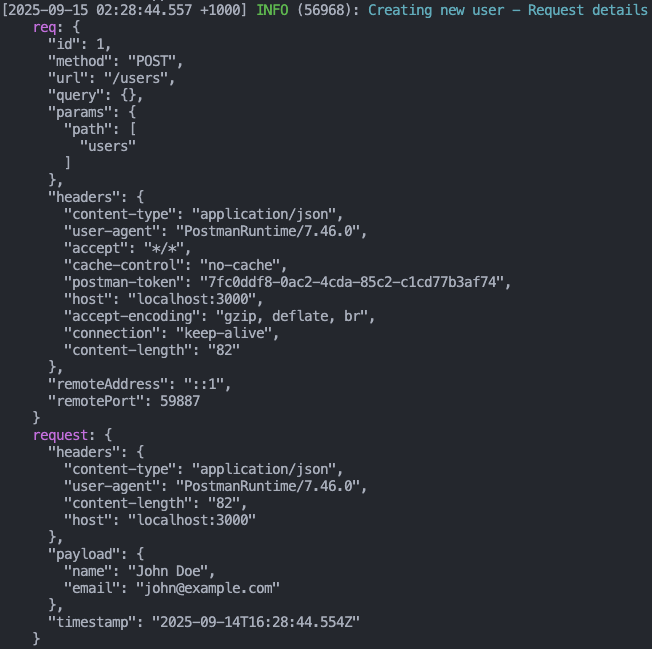 [2025-09-15 02:28:44.557 +1000] INFO (56968): Creating new user – Request details
    req: {
      "id": 1,
      "method": "POST",
      "url": "/users",
      "query": {},
      "params": {
        "path": [
          "users"
        ]
      },
      "headers": {
        "content-type": "application/json",
        "user-agent": "PostmanRuntime/7.46.0",
        "accept": "*/*",
        "cache-control": "no-cache",
        "postman-token": "7fc0ddf8-0ac2-4cda-85c2-c1cd77b3af74",
        "host": "localhost:3000",
        "accept-encoding": "gzip, deflate, br",
        "connection": "keep-alive",
        "content-length": "82"
      },
      "remoteAddress": "::1",
      "remotePort": 59887
    }
    request: {
      "headers": {
        "content-type": "application/json",
        "user-agent": "PostmanRuntime/7.46.0",
        "content-length": "82",
        "host": "localhost:3000"
      },
      "payload": {
        "name": "John Doe",
        "email": "john@example.com"
      },
      "timestamp": "2025-09-14T16:28:44.554Z"
    }